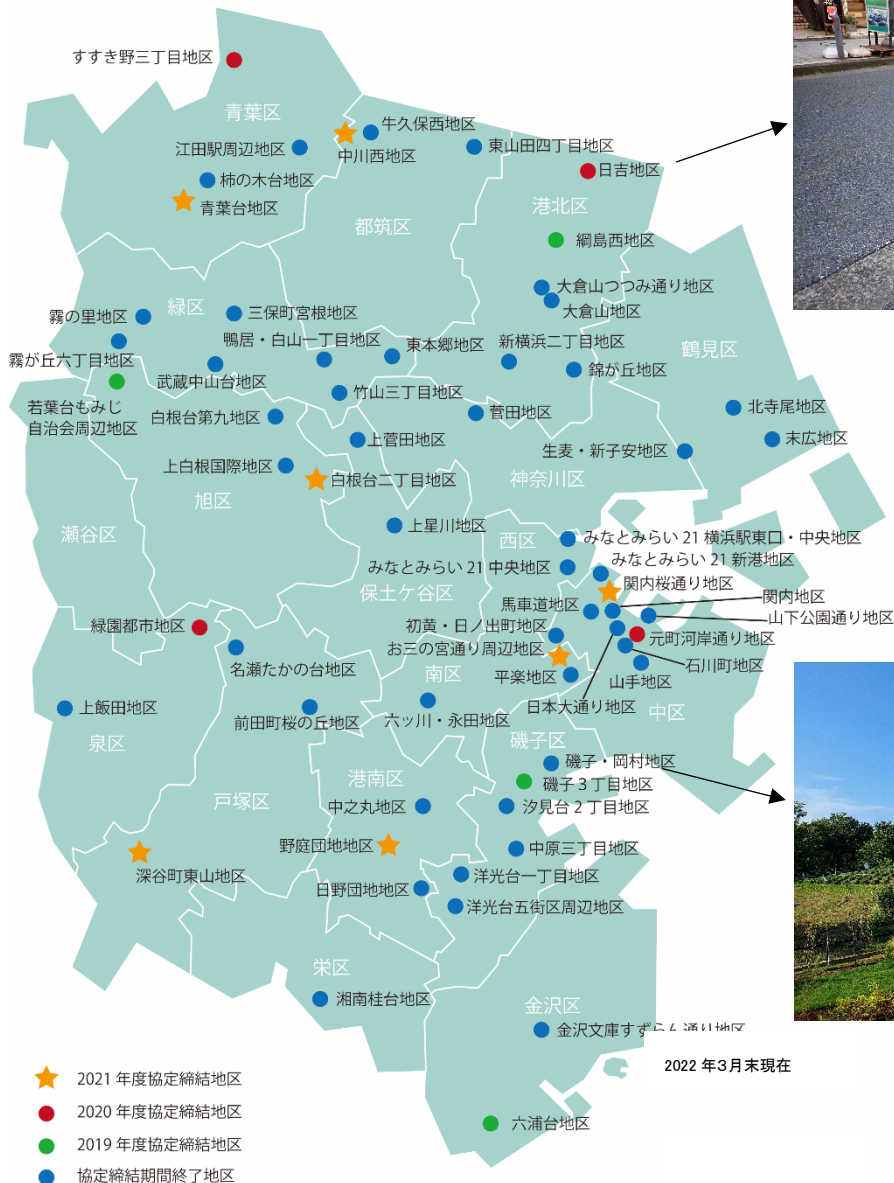 すすき野三丁目地区
青葉区
牛久保西地区
江田駅周辺地区
中川西地区
東山田四丁目地区
日吉地区
柿の木台地区
青葉台地区
港北区
都筑区
綱島西地区
大倉山つつみ通り地区
大倉山地区
緑区
霧の里地区
三保町宮根地区
鴨居・白山一丁目地区
東本郷地区
新横浜二丁目地区
鶴見区
霧が丘六丁目地区
武蔵中山台地区
錦が丘地区
若葉台もみじ
自治会周辺地区
竹山三丁目地区
白根台第九地区
菅田地区
北寺尾地区
上菅田地区
生麦・新子安地区
末広地区
上白根国際地区
白根台二丁目地区
神奈川区
旭区
瀬谷区
上星川地区
西区
みなとみらい21横浜駅東口・中央地区
みなとみらい21中央地区
みなとみらい21新港地区
関内桜通り地区
保土ケ谷区
馬車道地区
関内地区
山下公園通り地区
緑園都市地区
初黄・日ノ出町地区
元町河岸通り地区
お三の宮通り周辺地区
石川町地区
名瀬たかの台地区
南区
平楽地区
山手地区
上飯田地区
前田町桜の丘地区
六ッ川・永田地区
日本大通り地区
中区
泉区
磯子区
磯子・岡村地区
港南区
磯子3丁目地区
戸塚区
中之丸地区
汐見台2丁目地区
野庭団地地区
中原三丁目地区
深谷町東山地区
日野団地地区
洋光台一丁目地区
洋光台五街区周辺地区
栄区
湘南桂台地区
金沢区
金沢文庫すずらん通り地区
2022年3月末現在
2021年度協定締結地区
2020年度協定締結地区
2019年度協定締結地区
六浦台地区
協定締結期間終了地区